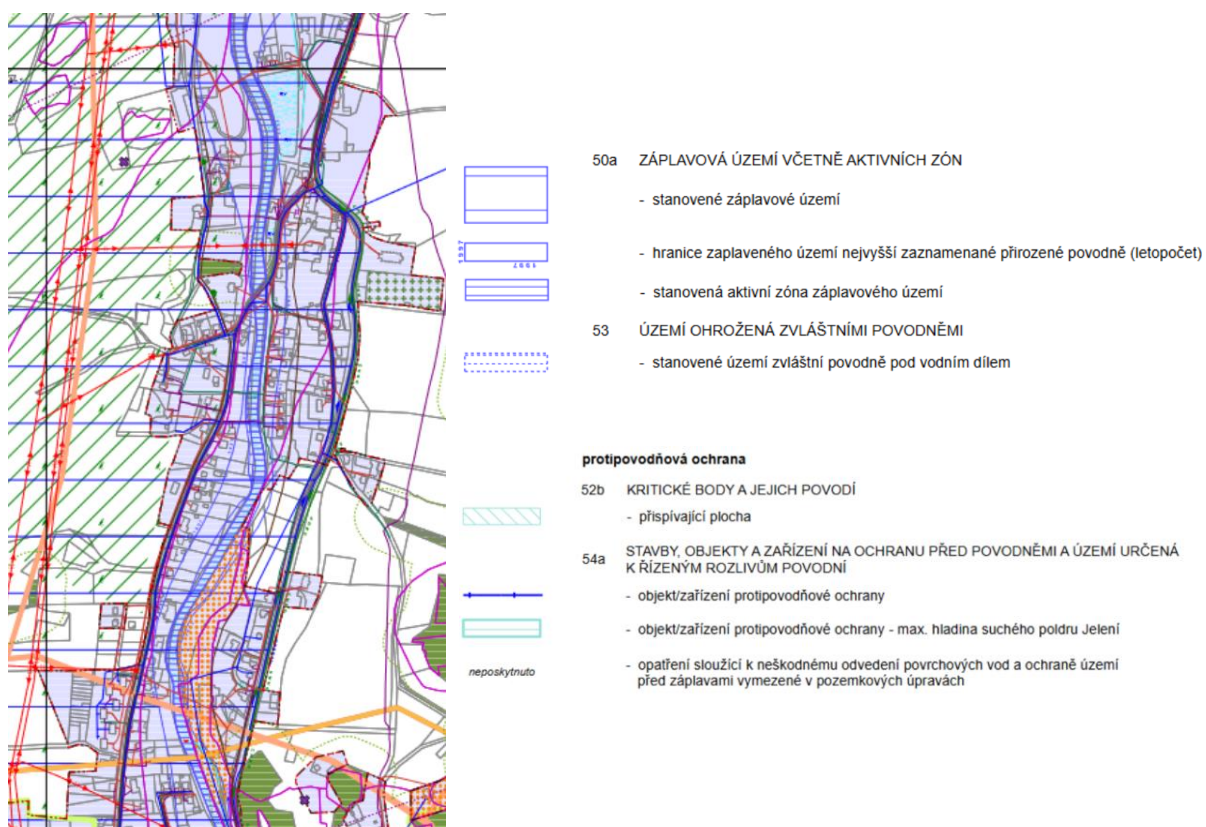 50a ZÁPLAVOVÁ ÚZEMÍ VČETNĚ AKTIVNÍCH ZÓN
- stanovené záplavové území
1997
1997
- hranice zaplaveného území nejvyšší zaznamenané přirozené povodně (letopočet)
- stanovená aktivní zóna záplavového území
53 ÚZEMÍ OHROŽENÁ ZVLÁŠTNÍMI POVODNĚMI
- stanovené území zvláštní povodně pod vodním dílem
protipovodňová ochrana
52b KRITICKÉ BODY A JEJICH POVODÍ
- přispívající plocha
54a STAVBY, OBJEKTY A ZAŘÍZENÍ NA OCHRANU PŘED POVODNĚMI A ÚZEMÍ URČENÁ
K ŘÍZENÝM ROZLIVŮM POVODNÍ
- objekt/zařízení protipovodňové ochrany
- objekt/zařízení protipovodňové ochrany - max. hladina suchého poldru Jelení
neposkytnuto
- opatření sloužící k neškodnému odvedení povrchových vod a ochraně území
před záplavami vymezené v pozemkových úpravách